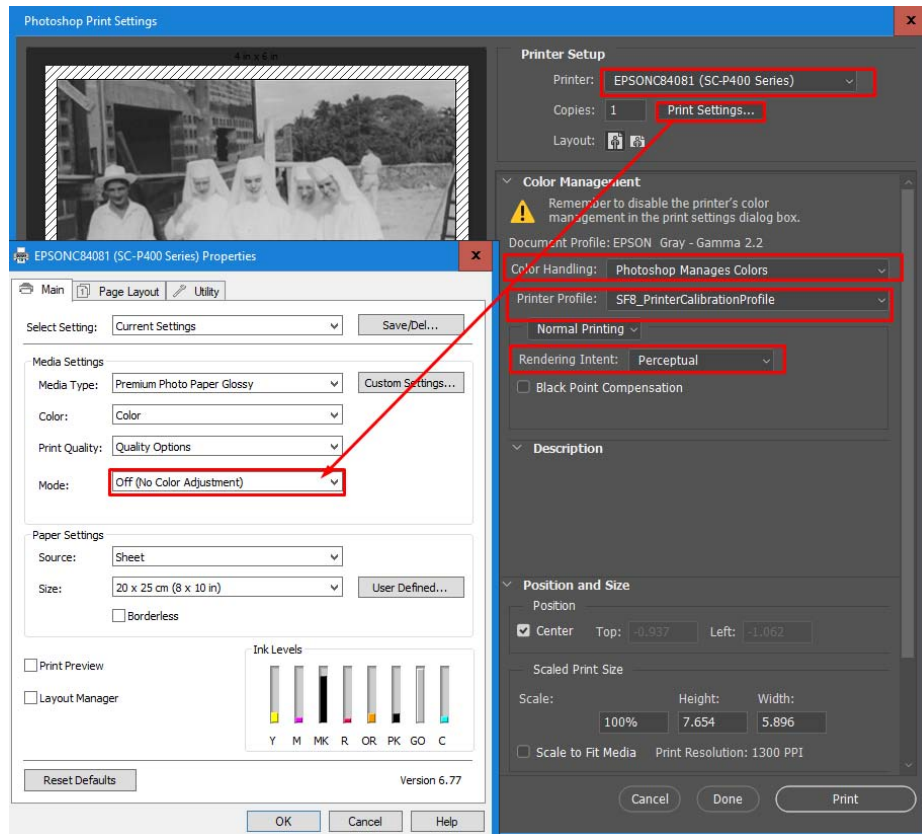 Photoshop Print Settings
x
4 in x 6 in
Printer Setup
Printer: EPSONC84081 (SC-P400 Series)
Copies: 1 Print Settings...
Layout:
Color Management
Remember to disable the printer's color
management in the print settings dialog box.
Document Profile: EPSON Gray - Gamma 2.2
Color Handling: Photoshop Manages Colors
Printer Profile: SF8_PrinterCalibrationProfile
Normal Printing
Rendering Intent: Perceptual
Black Point Compensation
Description
Position and Size
Position
Center Top: -0.937 Left: -1.062
Scaled Print Size
Scale: Height: Width:
100% 7.654 5.896
Scale to Fit Media Print Resolution: 1300 PPI
Cancel Done Print
EPSONC84081 (SC-P400 Series) Properties
x
Main Page Layout Utility
Select Setting: Current Settings Save/Del...
Media Settings
Media Type: Premium Photo Paper Glossy Custom Settings...
Color: Color
Print Quality: Quality Options
Mode: Off (No Color Adjustment)
Paper Settings
Source: Sheet
Size: 20 x 25 cm (8 x 10 in) User Defined...
Borderless
Print Preview
Layout Manager
Ink Levels
Y M MK R OR PK GO C
Reset Defaults Version 6.77
OK Cancel Help